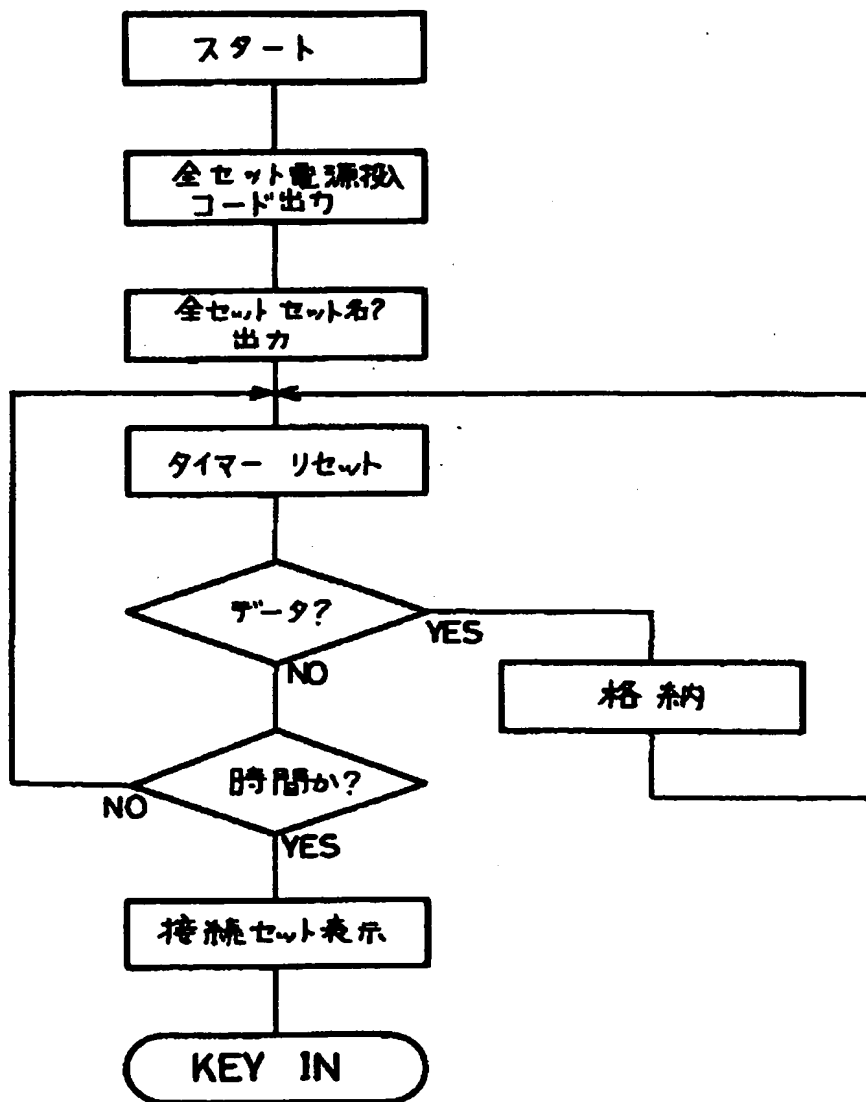 スタート
全セット電源投入
コード出力
全セット セット名?
出力
タイマー リセット
データ?
YES
NO
格納
時間か?
NO
YES
接続セット表示
KEY IN